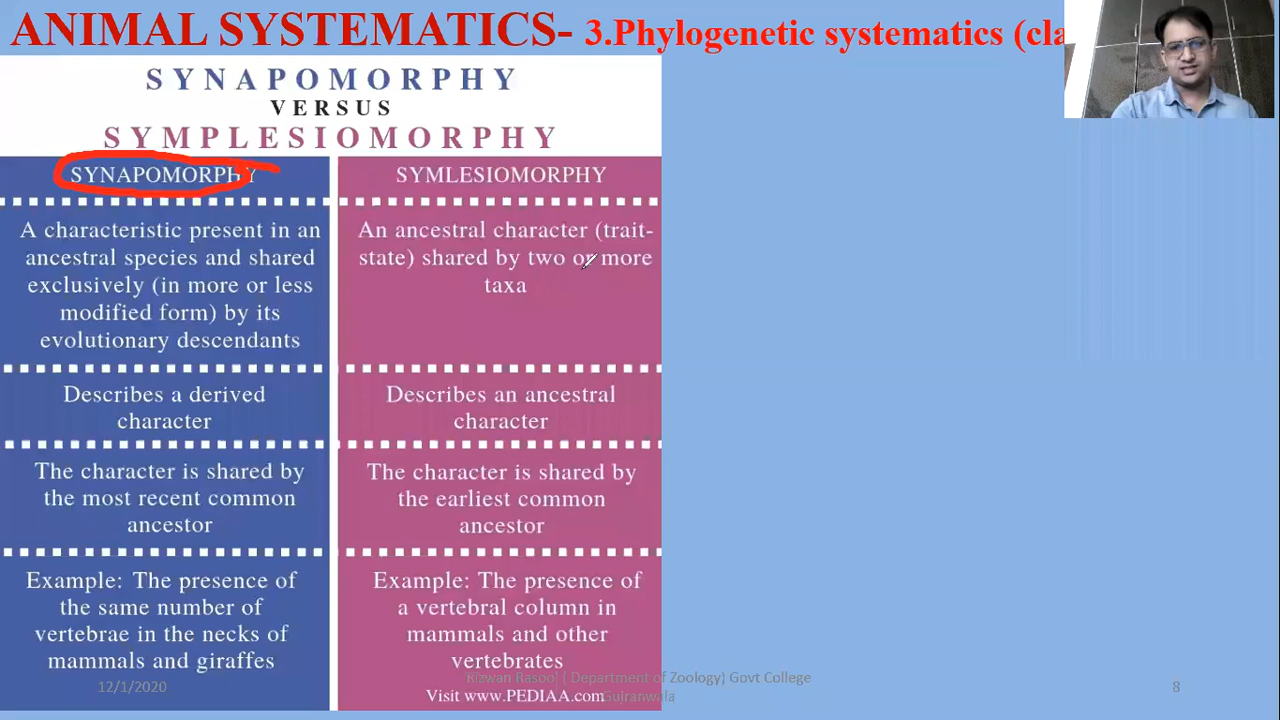 ANIMAL SYSTEMATICS- 3.Phylogenetic systematics (cla
SYNAPOMORPHY
VERSUS
SYMPLESIOMORPHY
SYNAPOMORPHY
A characteristic present in an
ancestral species and shared
exclusively (in more or less
modified form) by its
evolutionary descendants
Describes a derived
character
The character is shared by
the most recent common
ancestor
Example: The presence of
the same number of
vertebrae in the necks of
mammals and giraffes
SYMLESIOMORPHY
An ancestral character (trait-
state) shared by two or more
taxa
Describes an ancestral
character
The character is shared by
the earliest common
ancestor
Example: The presence of
a vertebral column in
mammals and other
vertebrates
Visit www.PEDIAA.com
12/1/2020
Rizwan Rasool ( Department of Zoology) Govt College
Gujranwala
8